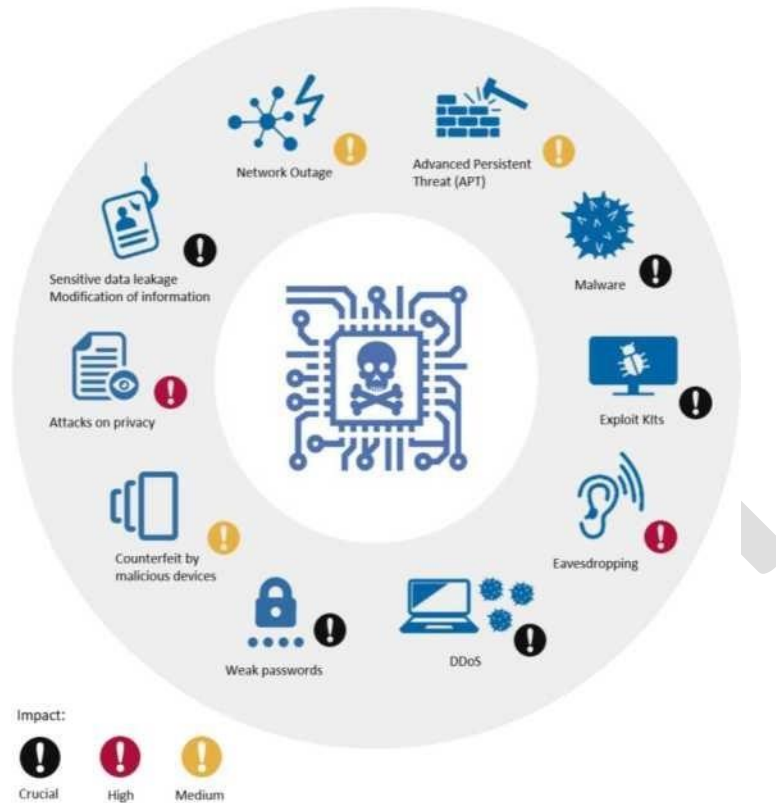 Network Outage
Advanced Persistent
Threat (APT)
Malware
Exploit KIts
Eavesdropping
DDoS
Weak passwords
Counterfeit by
malicious devices
Attacks on privacy
Sensitive data leakage
Modification of information
Impact:
Crucial
High
Medium